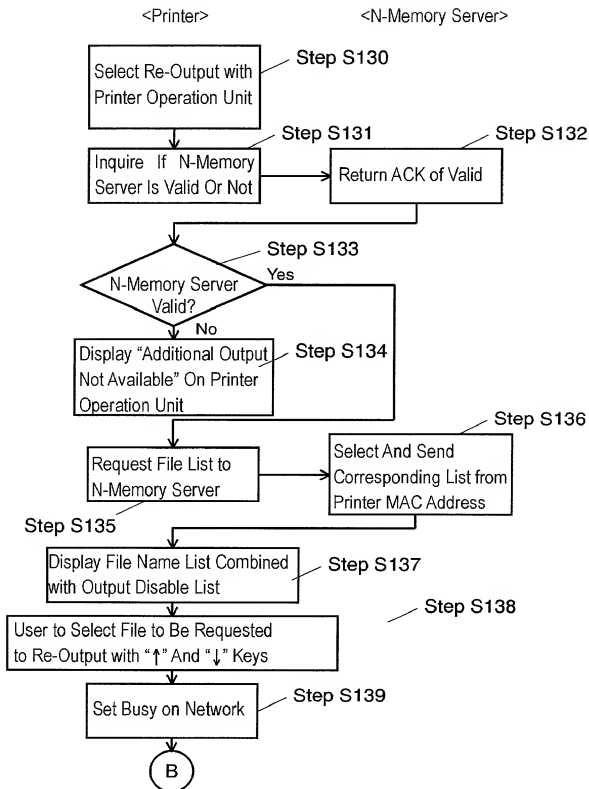 <Printer>
<N-Memory Server>
Step S130
Select Re-Output with
Printer Operation Unit
Step S131
Step S132
Inquire If N-Memory
Server Is Valid Or Not
Return ACK of Valid
Step S133
Yes
N-Memory Server
Valid?
No
Step S134
Display “Additional Output
Not Available” On Printer
Operation Unit
Step S136
Request File List to
N-Memory Server
Select And Send
Corresponding List from
Printer MAC Address
Step S135
Display File Name List Combined
with Output Disable List
Step S137
Step S138
User to Select File to Be Requested
to Re-Output with “↑” And “↓” Keys
Step S139
Set Busy on Network
B